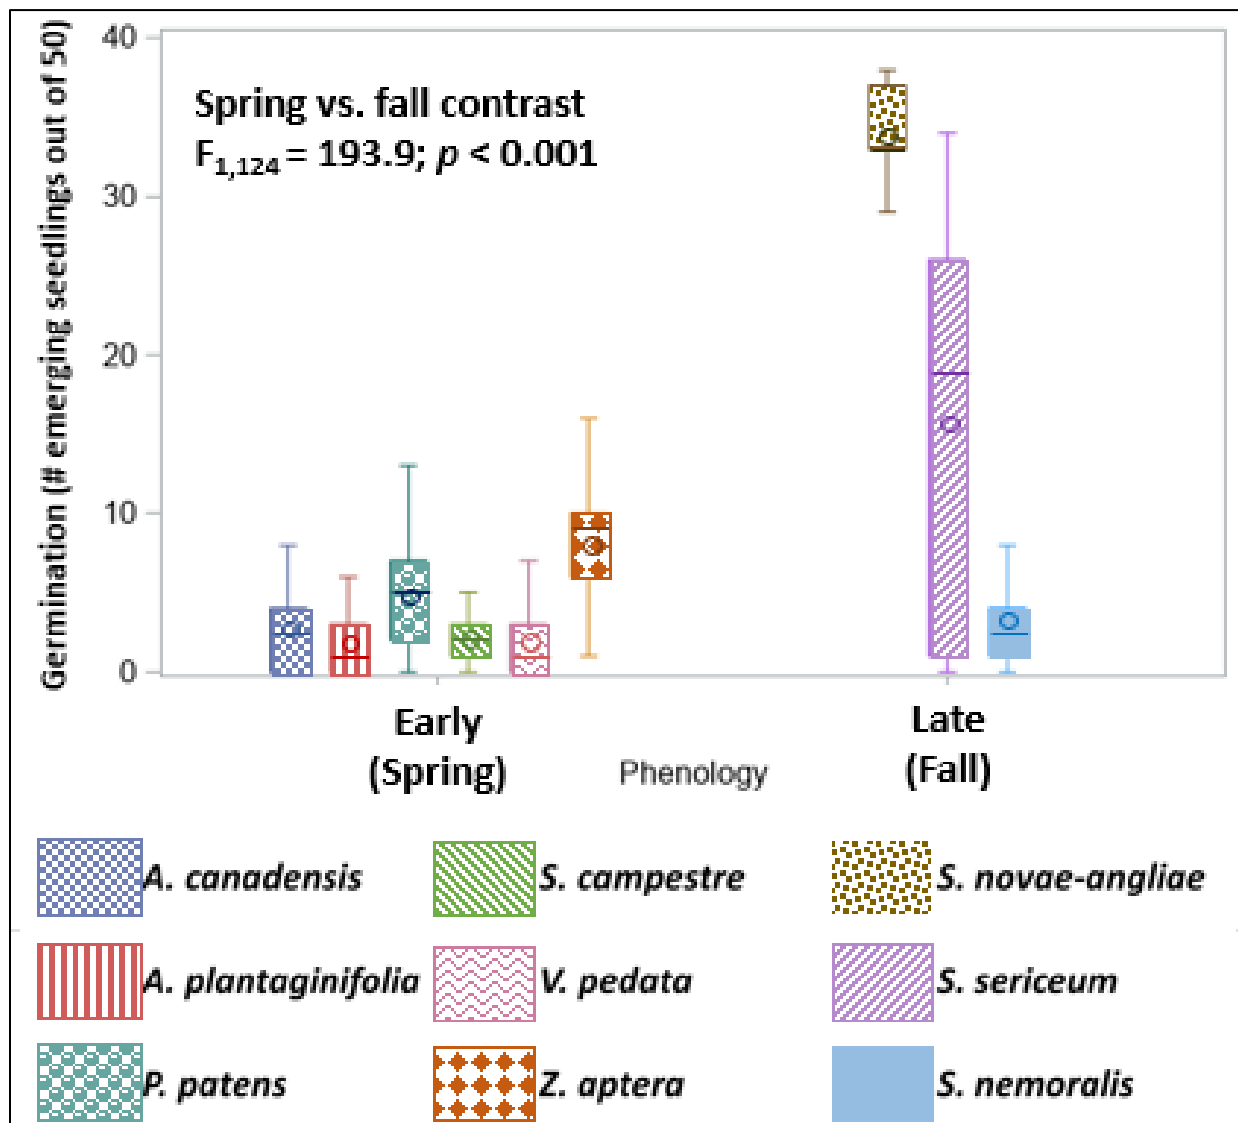 Germination (# emerging seedlings out of 50)
40
30
20
10
0
Spring vs. fall contrast
F1,124 = 193.9; p < 0.001
Early
(Spring)
Phenology
Late
(Fall)
A. canadensis
S. campestre
S. novae-angliae
A. plantaginifolia
V. pedata
S. sericeum
P. patens
Z. aptera
S. nemoralis